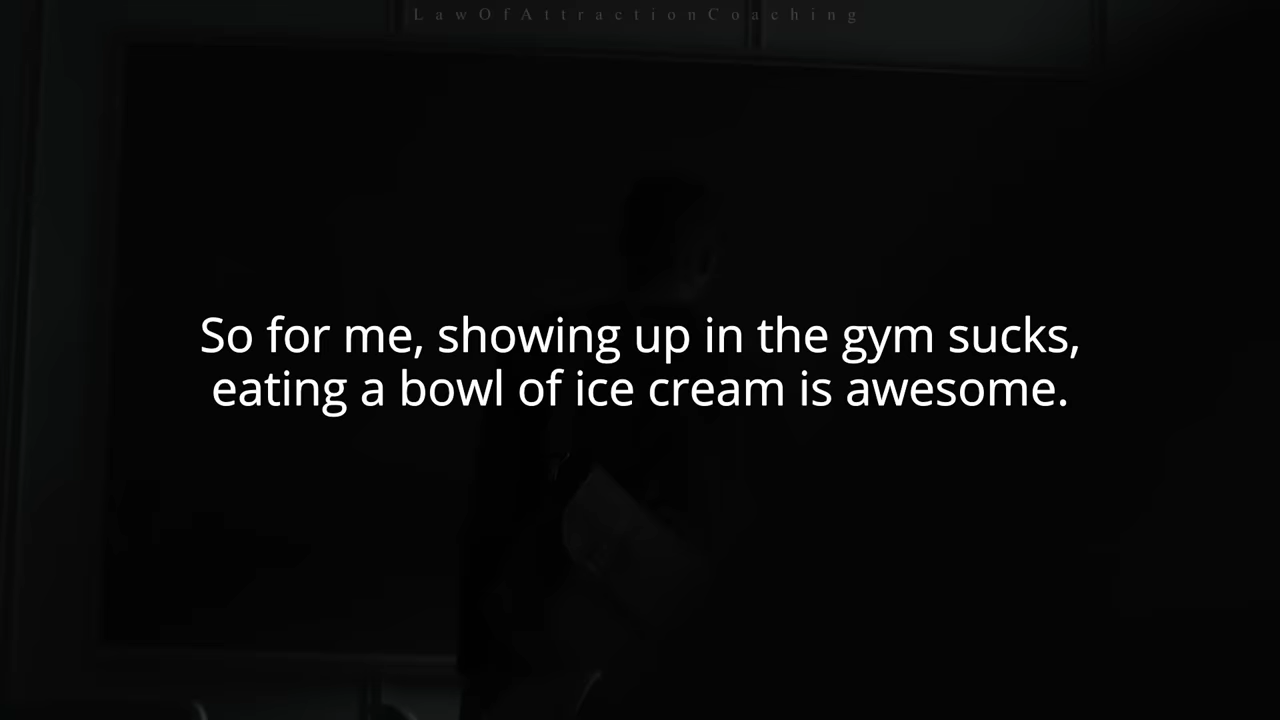 LawOfAttractionCoaching
So for me, showing up in the gym sucks,
eating a bowl of ice cream is awesome.